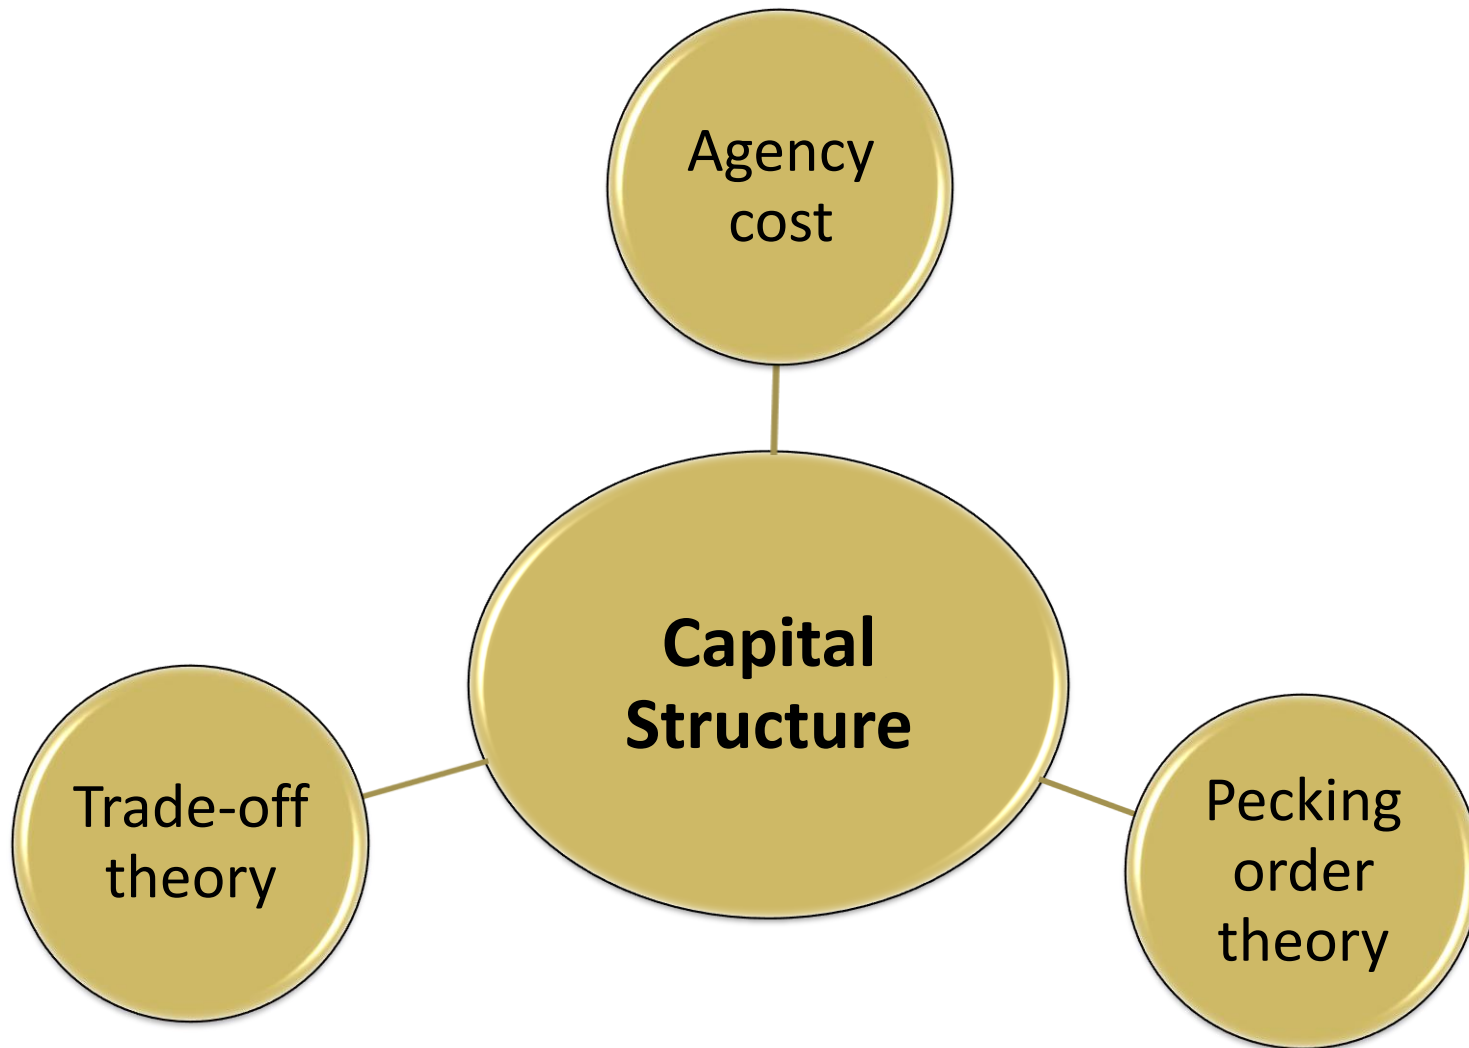 Agency
cost
Capital
Structure
Trade-off
theory
Pecking
order
theory